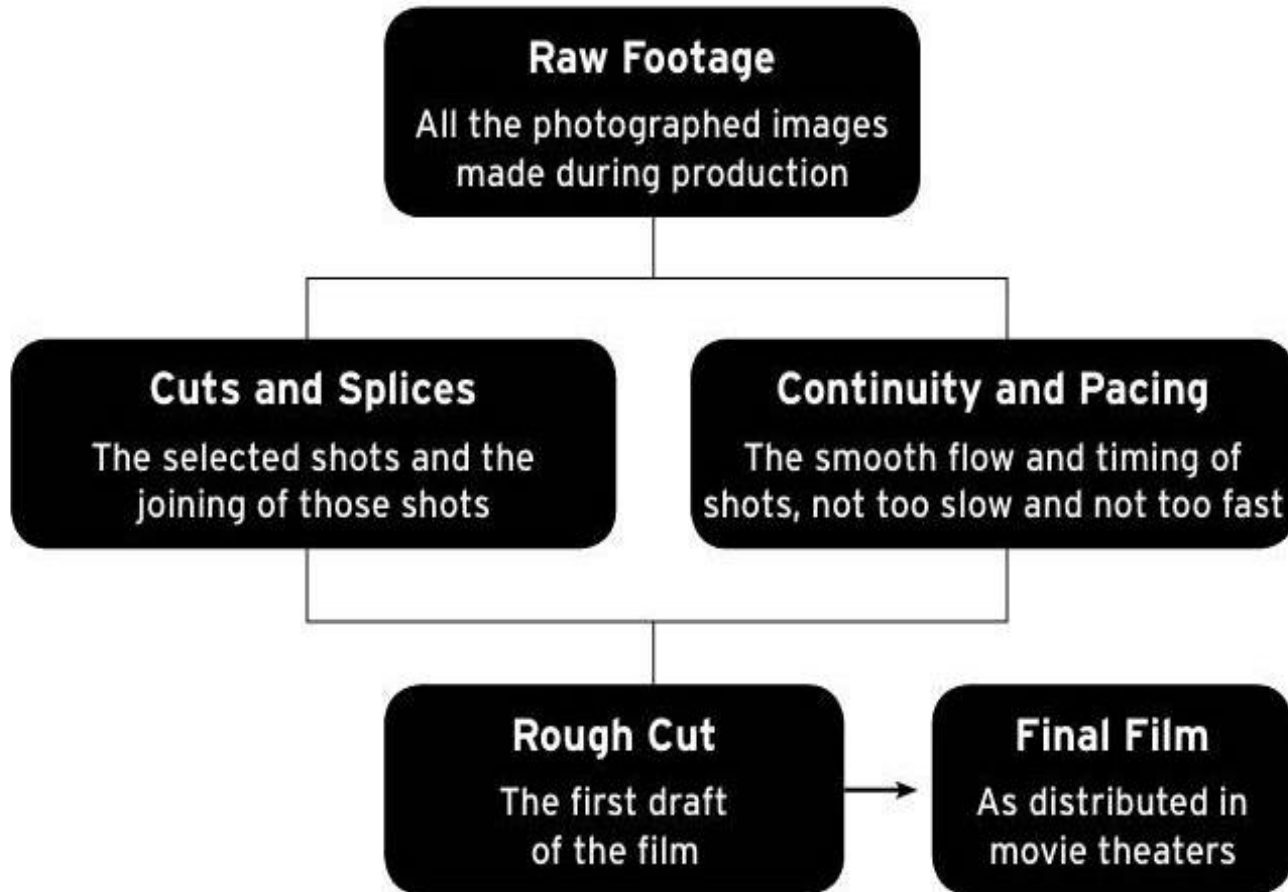 Raw Footage
All the photographed images
made during production
Cuts and Splices
The selected shots and the
joining of those shots
Continuity and Pacing
The smooth flow and timing of
shots, not too slow and not too fast
Rough Cut
The first draft
of the film
Final Film
As distributed in
movie theaters